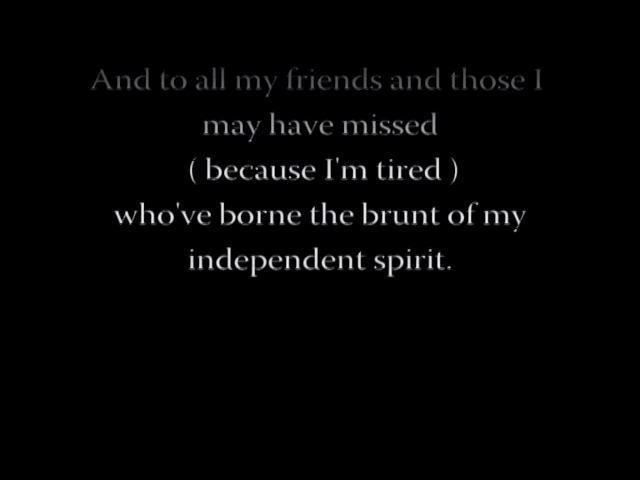 And to all my friends and those I
may have missed
( because I'm tired )
who've borne the brunt of my
independent spirit.